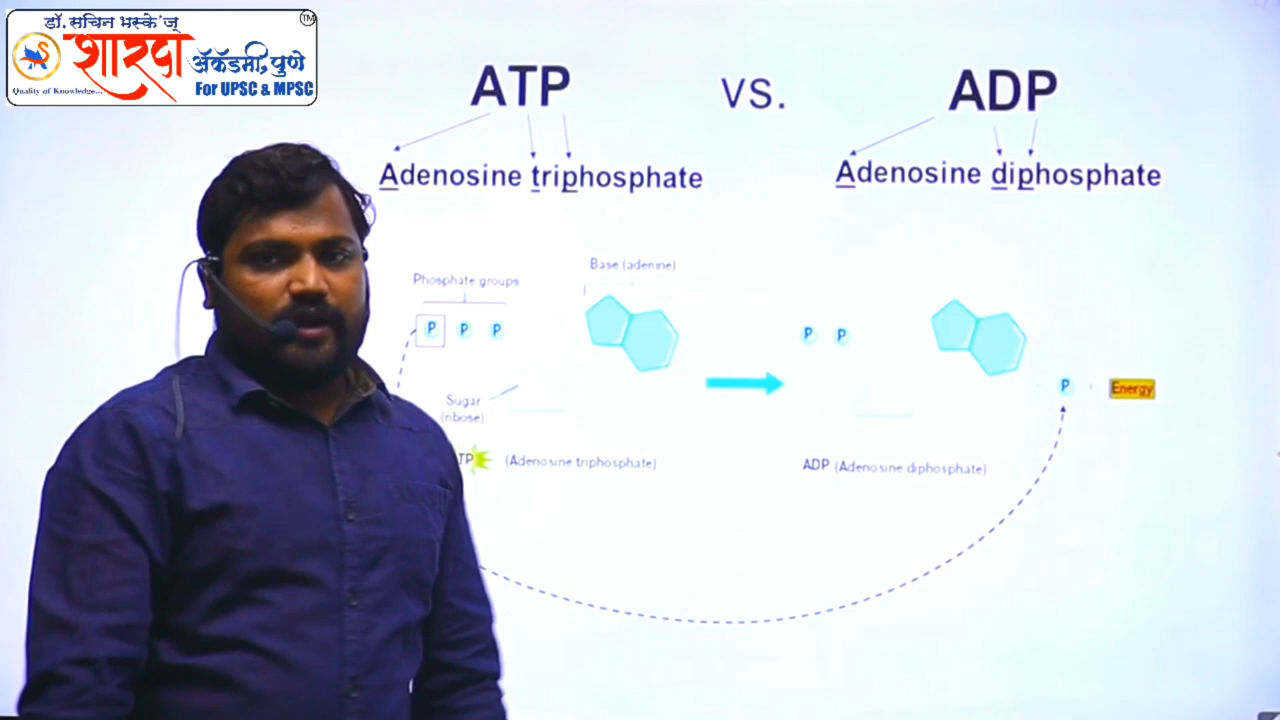 डॉ. सचिन भस्के'ज्
TM
शारदा
ॲकॅडमी, पुणे
S
Quality of Knowledge...
For UPSC & MPSC
ATP VS. ADP
Adenosine triphosphate
Adenosine diphosphate
Base (adenine)
Phosphate groups
P P P
P P
P
Energy
Sugar
(ribose)
TP (Adenosine triphosphate)
ADP (Adenosine diphosphate)